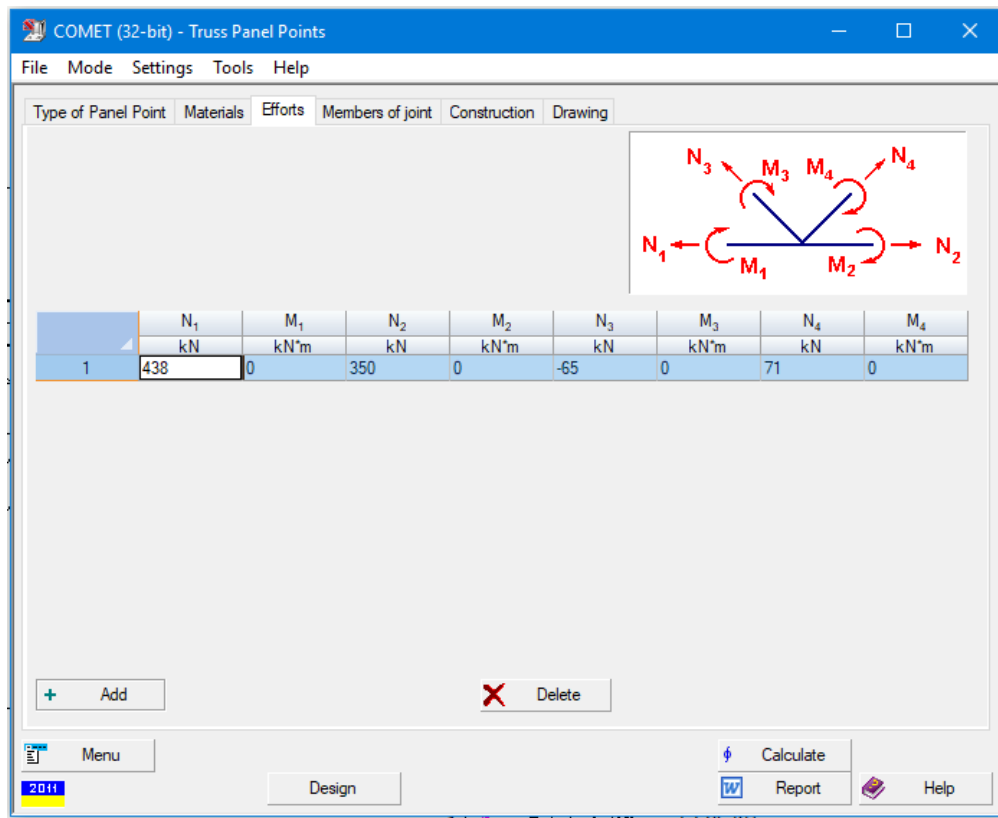 COMET (32-bit) - Truss Panel Points
File Mode Settings Tools Help
Type of Panel Point Materials Efforts Members of joint Construction Drawing
N3 M3 M4 N4
N1 M1 M2 N2
N1 M1 N2 M2 N3 M3 N4 M4
kN kN*m kN kN*m kN kN*m kN kN*m
1 438 0 350 0 -65 0 71 0
+ Add Delete
Menu Calculate
2011 Design W Report Help